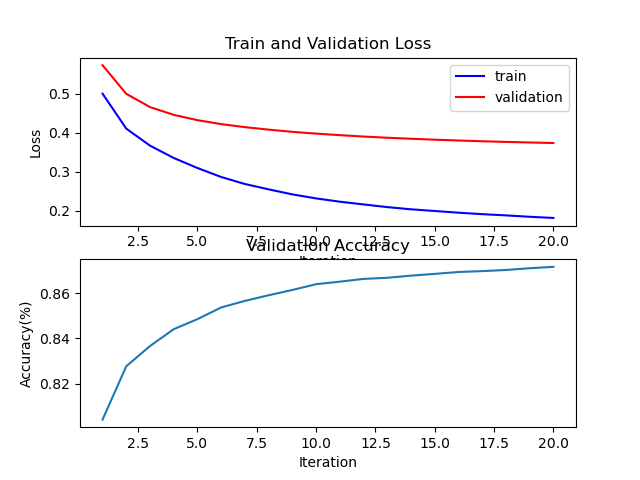 Train and Validation Loss
Loss
0.5
0.4
0.3
0.2
train
validation
2.5 5.0 7.5 10.0 12.5 15.0 17.5 20.0
Iteration
Validation Accuracy
Accuracy(%)
0.86
0.84
0.82
2.5 5.0 7.5 10.0 12.5 15.0 17.5 20.0
Iteration